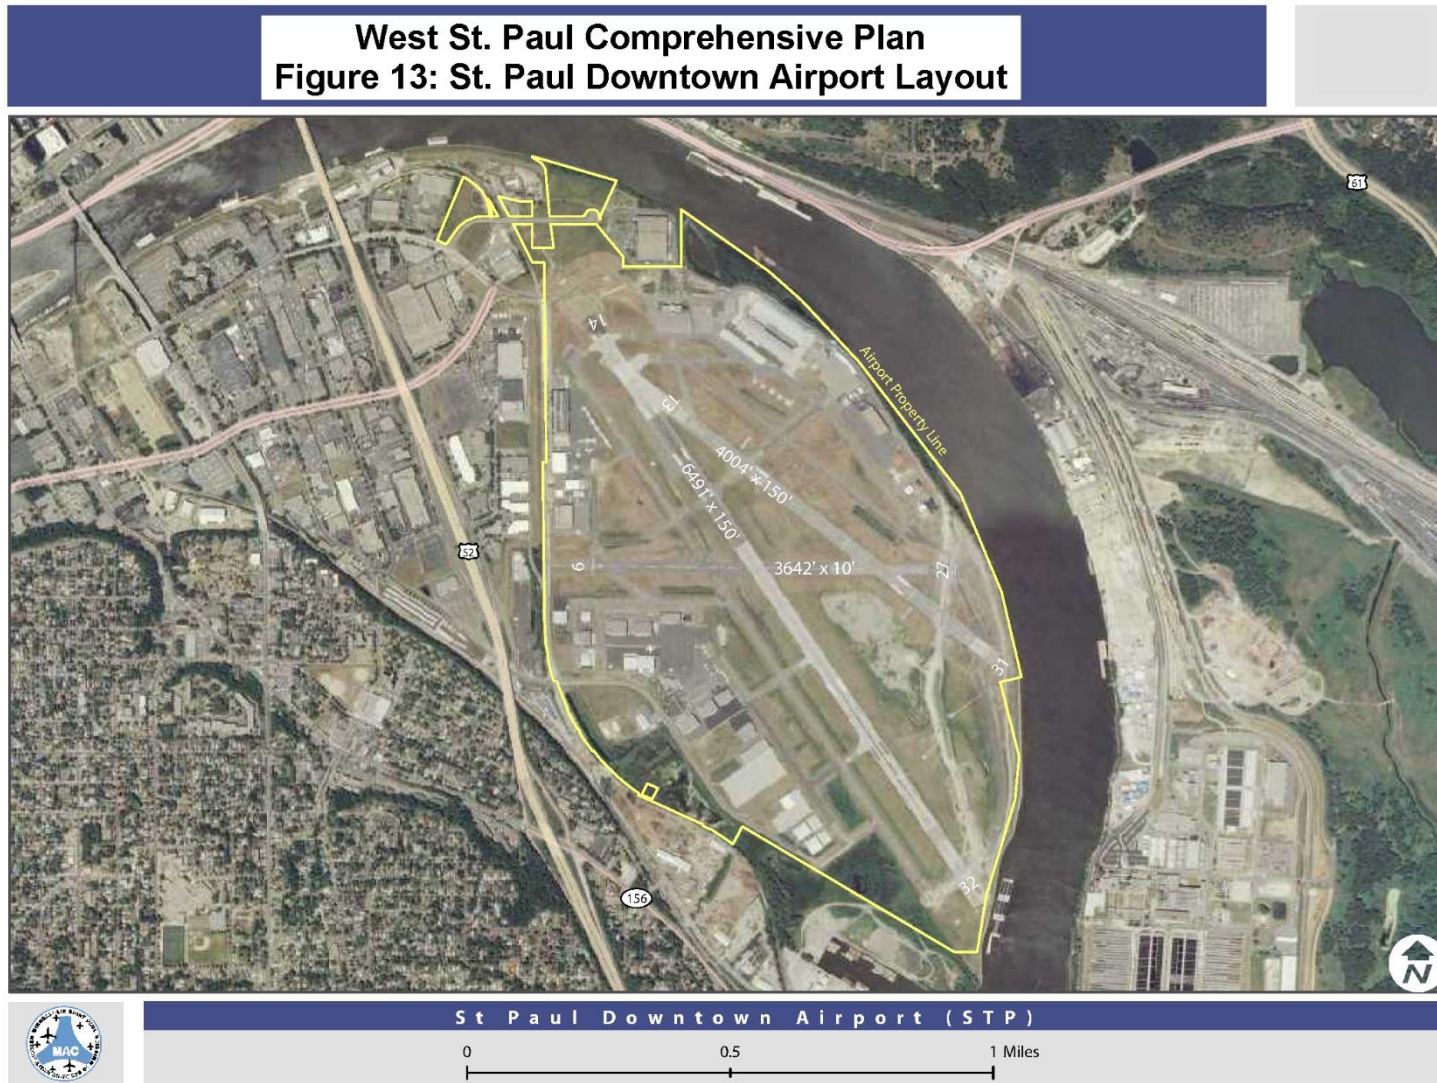 West St. Paul Comprehensive Plan
Figure 13: St. Paul Downtown Airport Layout
61
14
13
Airport Property Line
4004' x 150'
6491' x 150'
52
9
3642' x 10'
27
31
32
156
N
MAC
St Paul Downtown Airport (STP)
0
0.5
1 Miles